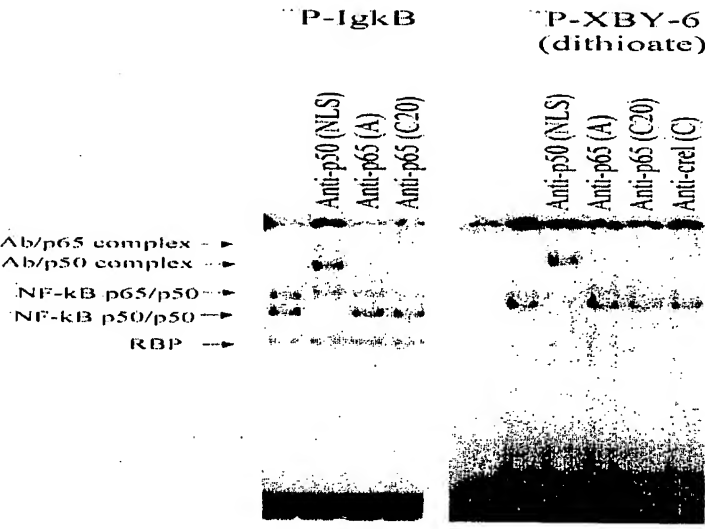 P-IgkB
P-XBY-6
(dithioate)
Anti-p50 (NLS)
Anti-p65 (A)
Anti-p65 (C20)
Anti-p50 (NLS)
Anti-p65 (A)
Anti-p65 (C20)
Anti-crel (C)
Ab/p65 complex
Ab/p50 complex
NF-kB p65/p50
NF-kB p50/p50
RBP